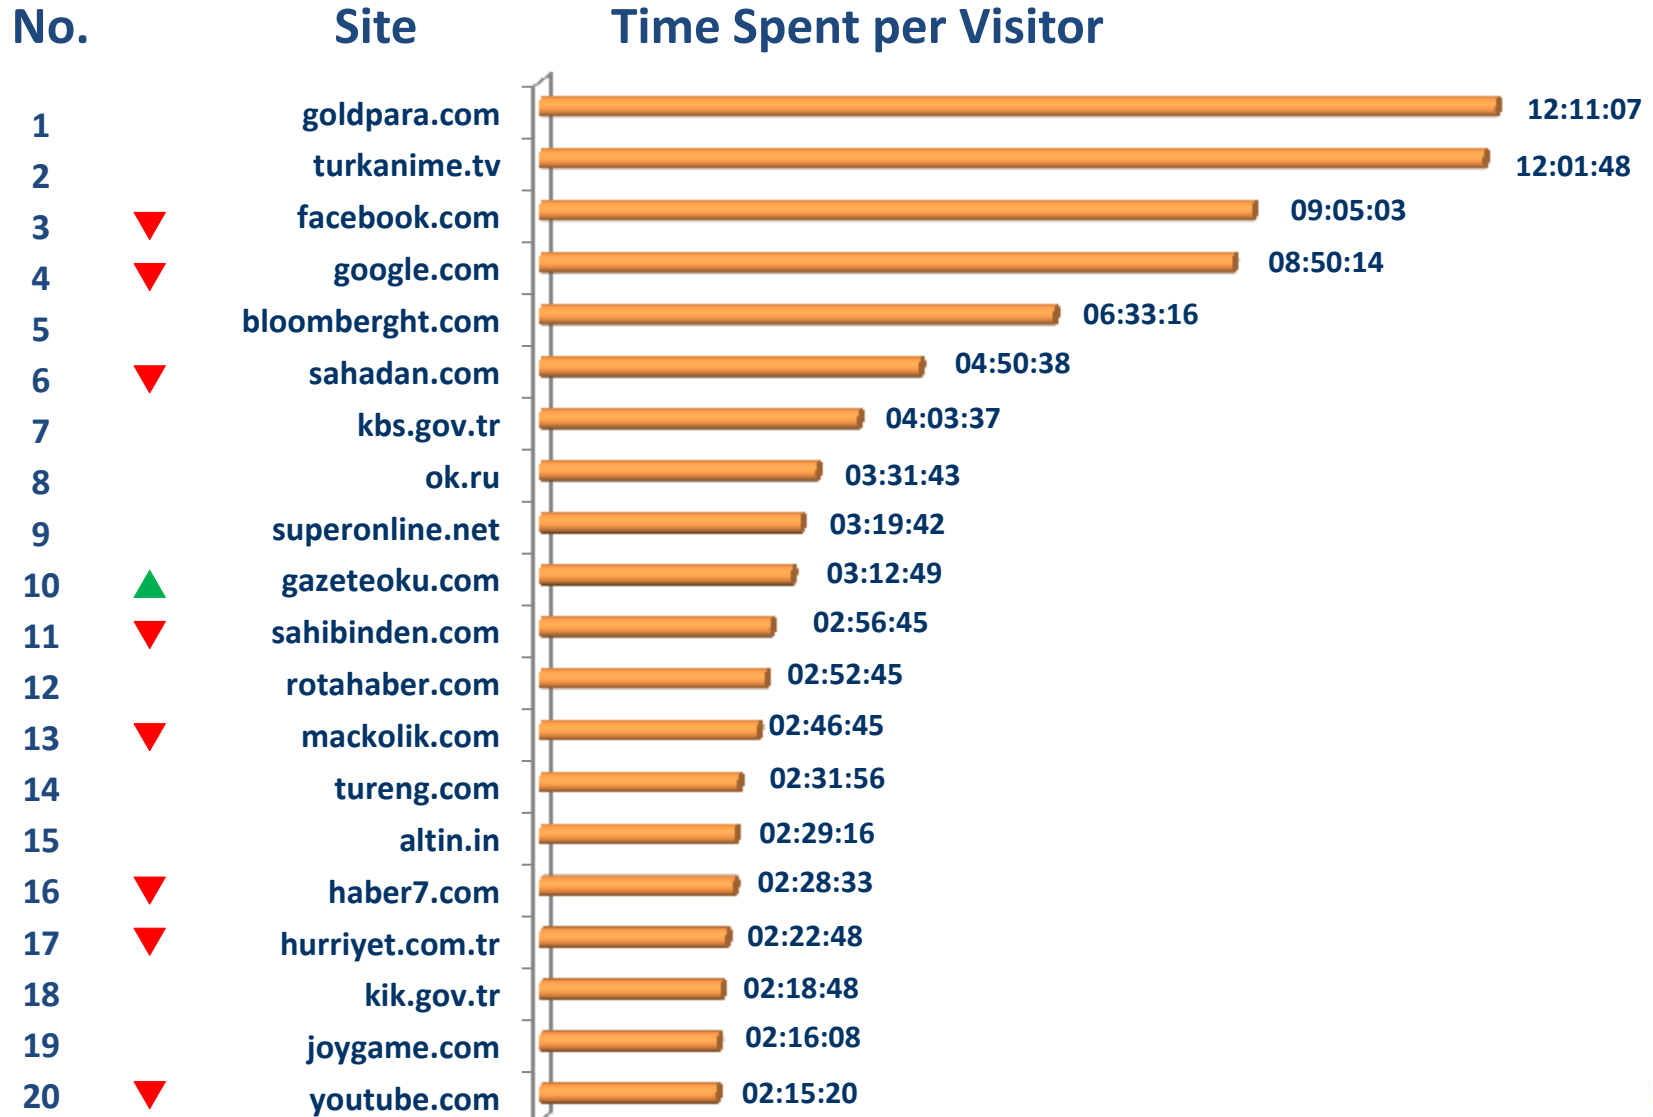 No. Site Time Spent per Visitor
1 goldpara.com 12:11:07
2 turkanime.tv 12:01:48
3 facebook.com 09:05:03
4 google.com 08:50:14
5 bloomberght.com 06:33:16
6 sahadan.com 04:50:38
7 kbs.gov.tr 04:03:37
8 ok.ru 03:31:43
9 superonline.net 03:19:42
10 gazeteoku.com 03:12:49
11 sahibinden.com 02:56:45
12 rotahaber.com 02:52:45
13 mackolik.com 02:46:45
14 tureng.com 02:31:56
15 altin.in 02:29:16
16 haber7.com 02:28:33
17 hurriyet.com.tr 02:22:48
18 kik.gov.tr 02:18:48
19 joygame.com 02:16:08
20 youtube.com 02:15:20